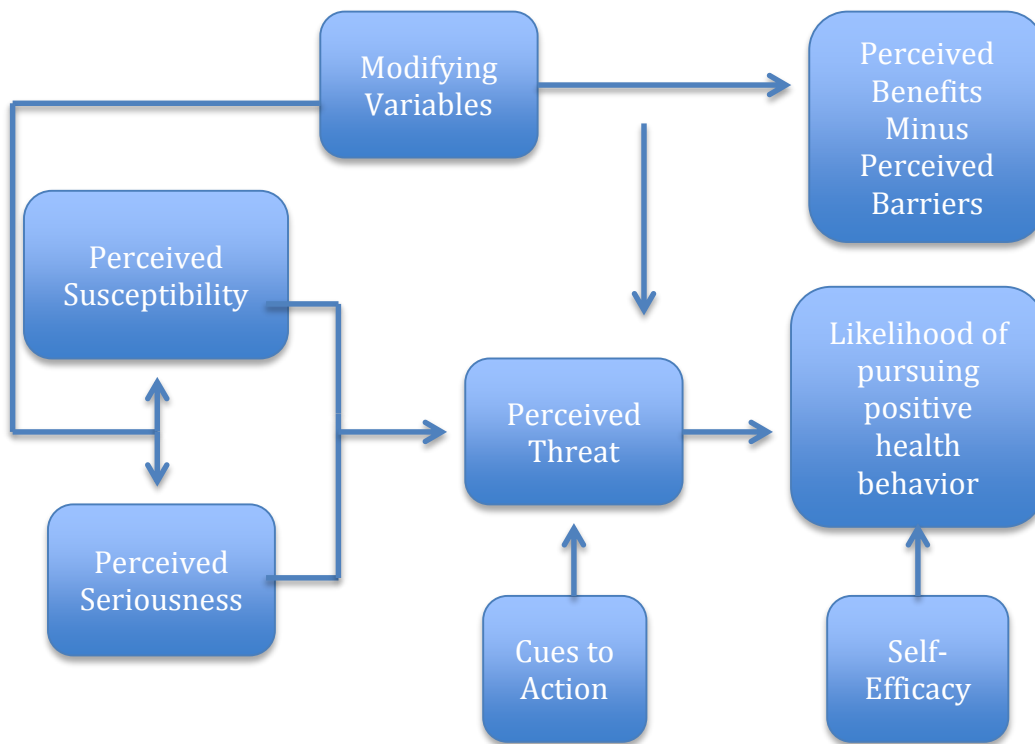 Modifying
Variables
Perceived
Benefits
Minus
Perceived
Barriers
Perceived
Susceptibility
Perceived
Threat
Likelihood of
pursuing
positive
health
behavior
Perceived
Seriousness
Cues to
Action
Self-
Efficacy